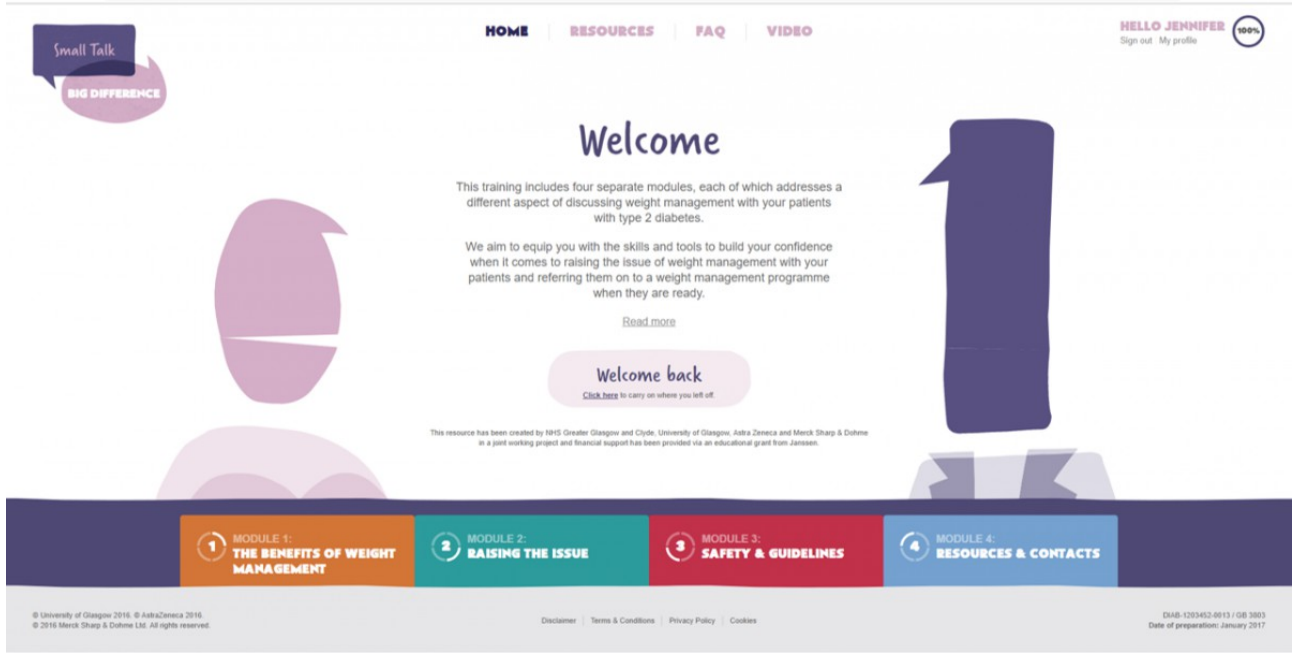 Small Talk
BIG DIFFERENCE
HOME
RESOURCES
FAQ
VIDEO
HELLO JENNIFER
Sign out My profile
100%
Welcome
This training includes four separate modules, each of which addresses a
different aspect of discussing weight management with your patients
with type 2 diabetes.
We aim to equip you with the skills and tools to build your confidence
when it comes to raising the issue of weight management with your
patients and referring them on to a weight management programme
when they are ready.
Read more
Welcome back
Click here to carry on where you left off.
This resource has been created by NHS Greater Glasgow and Clyde, University of Glasgow, Astra Zeneca and Merck Sharp & Dohme
in a joint working project and financial support has been provided via an educational grant from Janssen.
1
MODULE 1:
THE BENEFITS OF WEIGHT
MANAGEMENT
2
MODULE 2:
RAISING THE ISSUE
3
MODULE 3:
SAFETY & GUIDELINES
4
MODULE 4:
RESOURCES & CONTACTS
© University of Glasgow 2016. © AstraZeneca 2016.
© 2016 Merck Sharp & Dohme Ltd. All rights reserved.
Disclaimer
Terms & Conditions
Privacy Policy
Cookies
DIAB-1203452-0013 / GB 3803
Date of preparation: January 2017